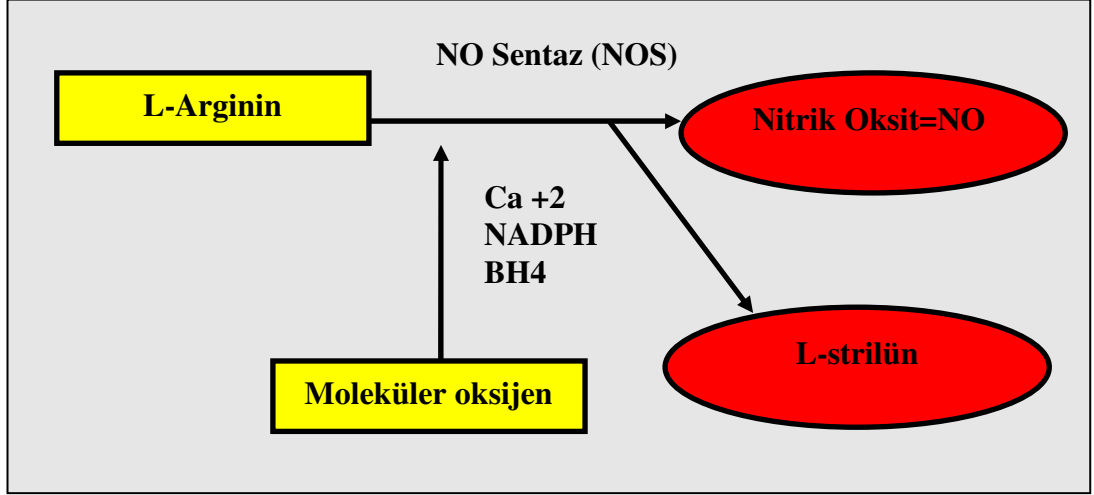 NO Sentaz (NOS)
L-Arginin
Nitrik Oksit=NO
Ca +2
NADPH
BH4
L-strilün
Moleküler oksijen